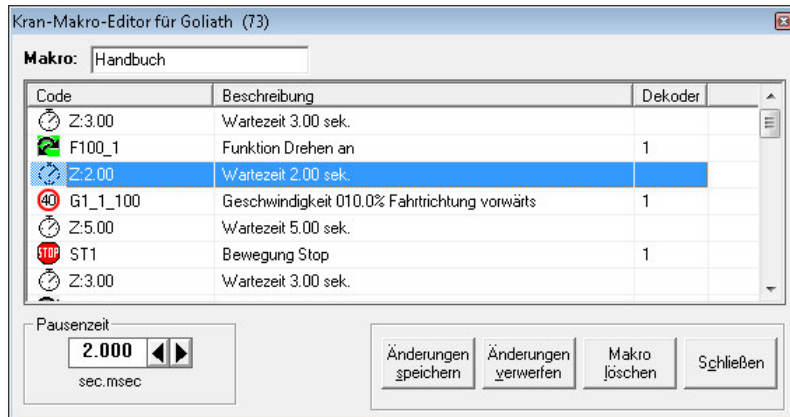 Kran-Makro-Editor für Goliath (73)
Makro: Handbuch
Code Beschreibung Dekoder
Z:3.00 Wartezeit 3.00 sek.
F100_1 Funktion Drehen an 1
Z:2.00 Wartezeit 2.00 sek.
40 G1_1_100 Geschwindigkeit 010.0% Fahrtrichtung vorwärts 1
Z:5.00 Wartezeit 5.00 sek.
STOP ST1 Bewegung Stop 1
Z:3.00 Wartezeit 3.00 sek.
Pausenzeit
2.000
sec.msec
Änderungen speichern
Änderungen verwerfen
Makro löschen
Schließen